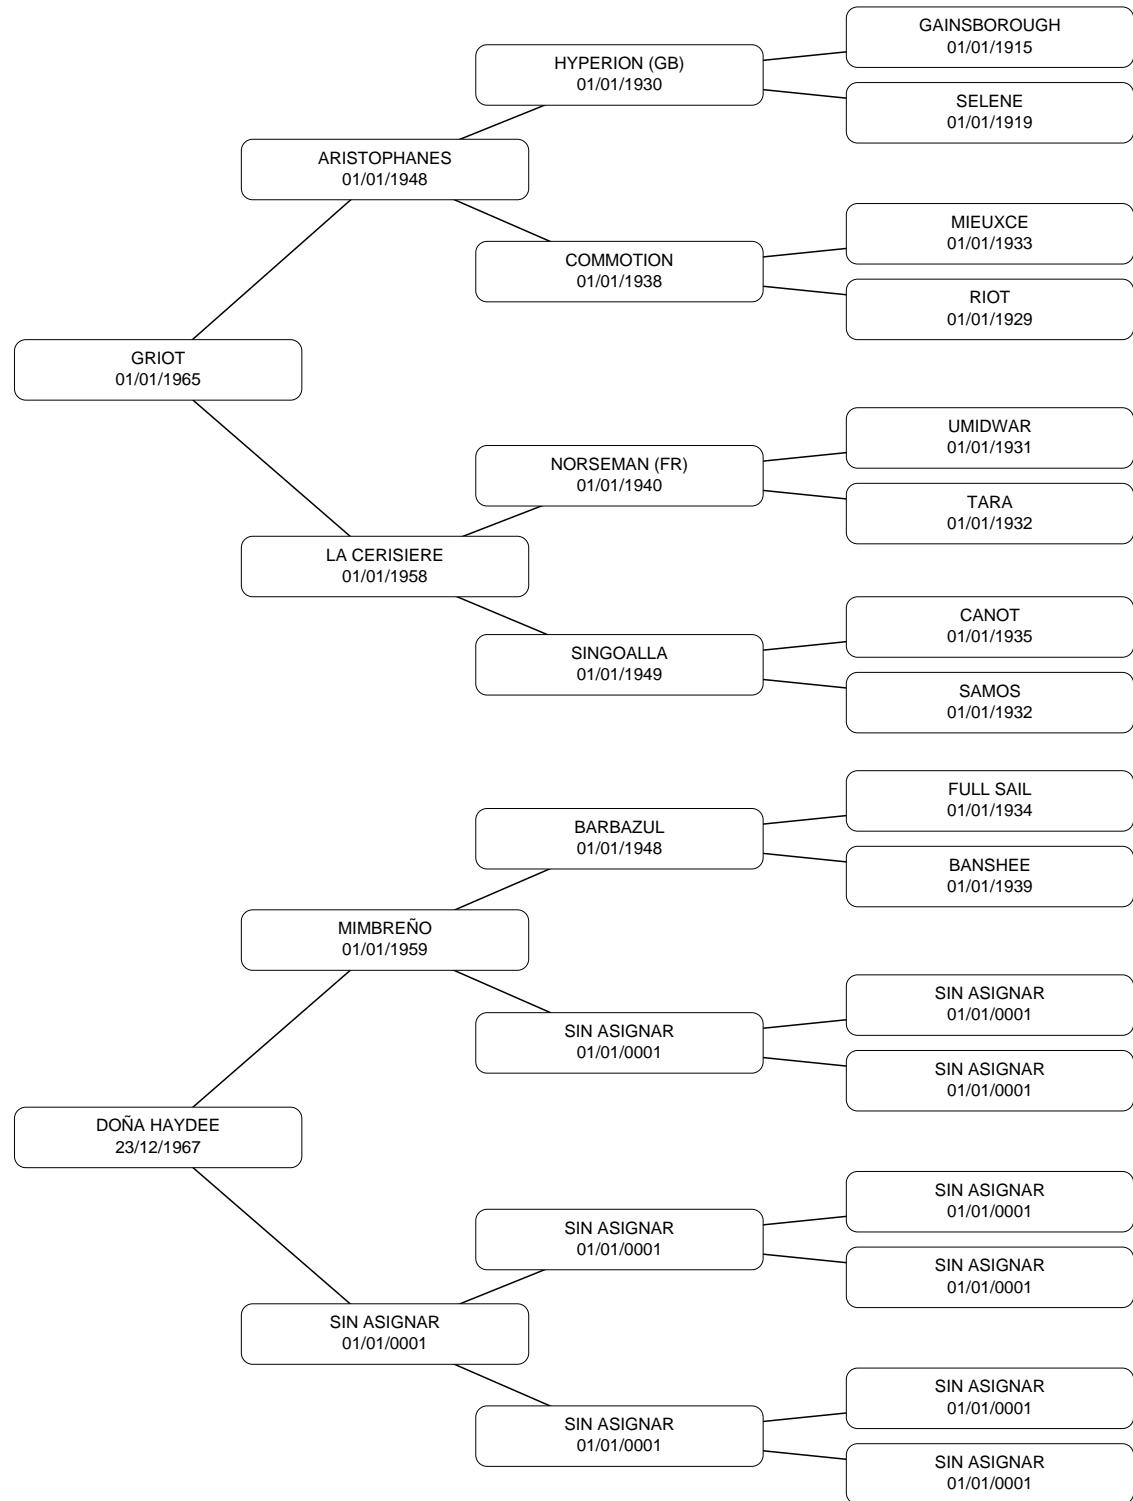 GAINSBOROUGH
01/01/1915
HYPERION (GB)
01/01/1930
SELENE
01/01/1919
ARISTOPHANES
01/01/1948
MIEUXCE
01/01/1933
COMMOTION
01/01/1938
RIOT
01/01/1929
GRIOT
01/01/1965
UMIDWAR
01/01/1931
NORSEMAN (FR)
01/01/1940
TARA
01/01/1932
LA CERISIERE
01/01/1958
CANOT
01/01/1935
SINGOALLA
01/01/1949
SAMOS
01/01/1932
FULL SAIL
01/01/1934
BARBAZUL
01/01/1948
BANSHEE
01/01/1939
MIMBREÑO
01/01/1959
SIN ASIGNAR
01/01/0001
SIN ASIGNAR
01/01/0001
SIN ASIGNAR
01/01/0001
DOÑA HAYDEE
23/12/1967
SIN ASIGNAR
01/01/0001
SIN ASIGNAR
01/01/0001
SIN ASIGNAR
01/01/0001
SIN ASIGNAR
01/01/0001
SIN ASIGNAR
01/01/0001
SIN ASIGNAR
01/01/0001
SIN ASIGNAR
01/01/0001